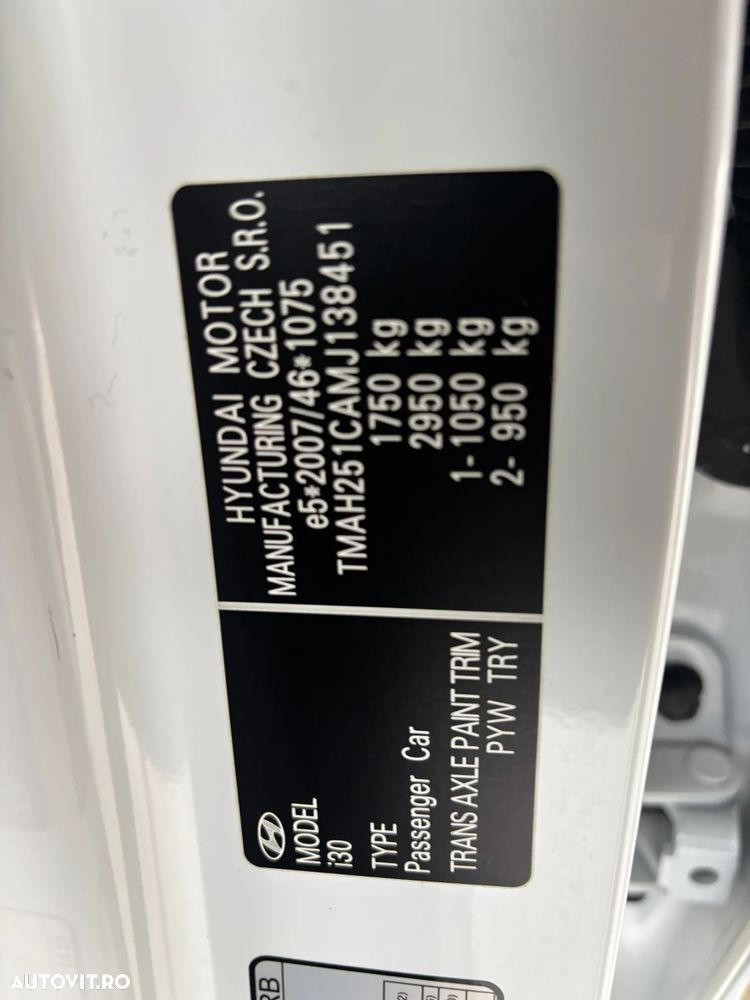 HYUNDAI MOTOR
MANUFACTURING CZECH S.R.O.
e5*2007/46*1075
TMAH251CAMJ138451
1750 kg
2950 kg
1- 1050 kg
2- 950 kg
MODEL
i30
TYPE
Passenger Car
TRANS AXLE PAINT TRIM
PYW TRY
RB
AUTOVIT.RO